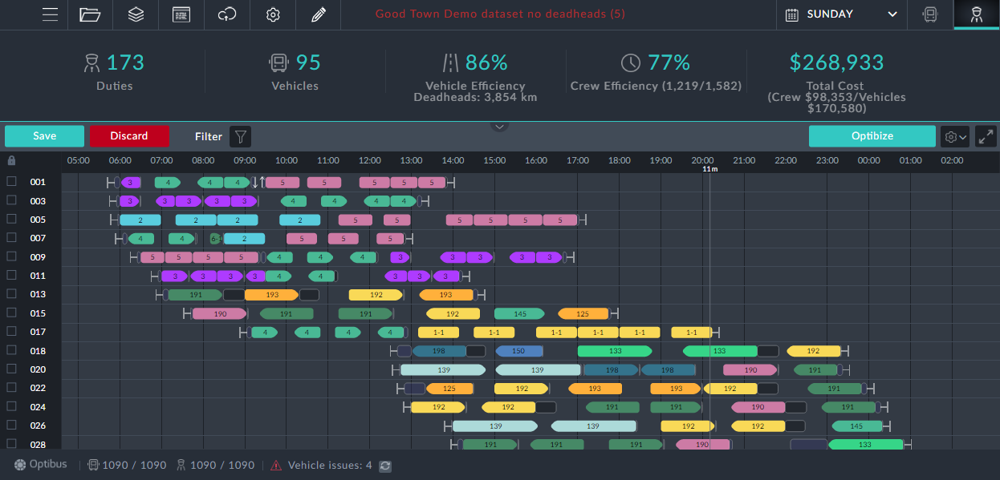 Good Town Demo dataset no deadheads (5)
SUNDAY
173
Duties
95
Vehicles
86%
Vehicle Efficiency
Deadheads: 3,854 km
77%
Crew Efficiency (1,219/1,582)
$268,933
Total Cost
(Crew $98,353/Vehicles
$170,580)
Save Discard Filter Optibize
05:00 06:00 07:00 08:00 09:00 10:00 11:00 12:00 13:00 14:00 15:00 16:00 17:00 18:00 19:00 20:00 21:00 22:00 23:00 00:00 01:00 02:00
11m
001 3 4 4 4 5 5 5 5 5
003 3 3 3 3 3 4 4 4 4
005 2 2 2 2 5 5 5 5 5 5
007 4 4 6-1 2 5 5 5
009 5 5 5 5 4 4 4 3 3 3 3 3
011 3 3 3 3 4 4 3 3 3
013 191 193 192 193
015 190 191 191 192 145 125
017 4 4 4 4 1-1 1-1 1-1 1-1 1-1 1-1
018 198 150 133 133 192
020 139 139 198 198 190 191
022 125 192 193 193 192 191
024 192 192 191 191 190 191
026 139 139 192 192 145
028 191 191 191 190 133
Optibus 1090 / 1090 1090 / 1090 Vehicle issues: 4